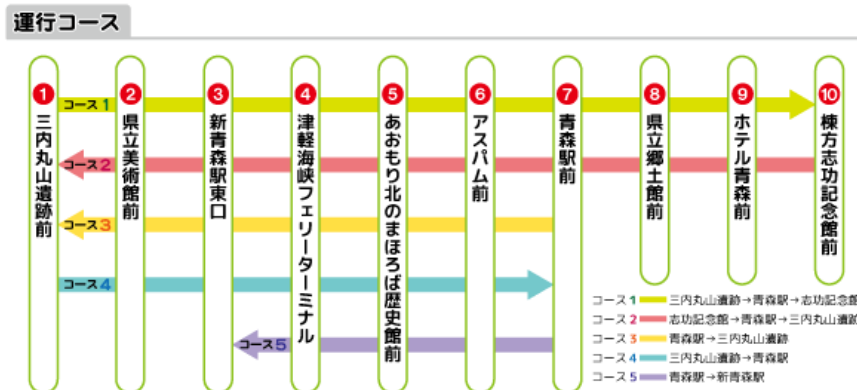 運行コース
1 三内丸山遺跡前
2 県立美術館前
3 新青森駅東口
4 津軽海峡フェリーターミナル
5 あおもり北のまほろば歴史館前
6 アスパム前
7 青森駅前
8 県立郷土館前
9 ホテル青森前
10 棟方志功記念館前
コース1
コース2
コース3
コース4
コース5
コース1 三内丸山遺跡→青森駅→志功記念館
コース2 志功記念館→青森駅→三内丸山遺跡
コース3 青森駅→三内丸山遺跡
コース4 三内丸山遺跡→青森駅
コース5 青森駅→新青森駅